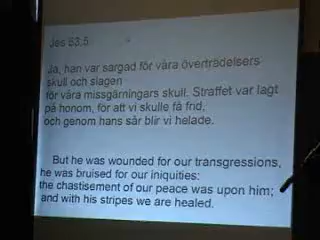 Jes 53,5
Ja, han var sargad för våra överträdelsers
skull och slagen
för våra missgärningars skull. Straffet var lagt
på honom, för att vi skulle få frid,
och genom hans sår blir vi helade.
But he was wounded for our transgressions,
he was bruised for our iniquities:
the chastisement of our peace was upon him;
and with his stripes we are healed.